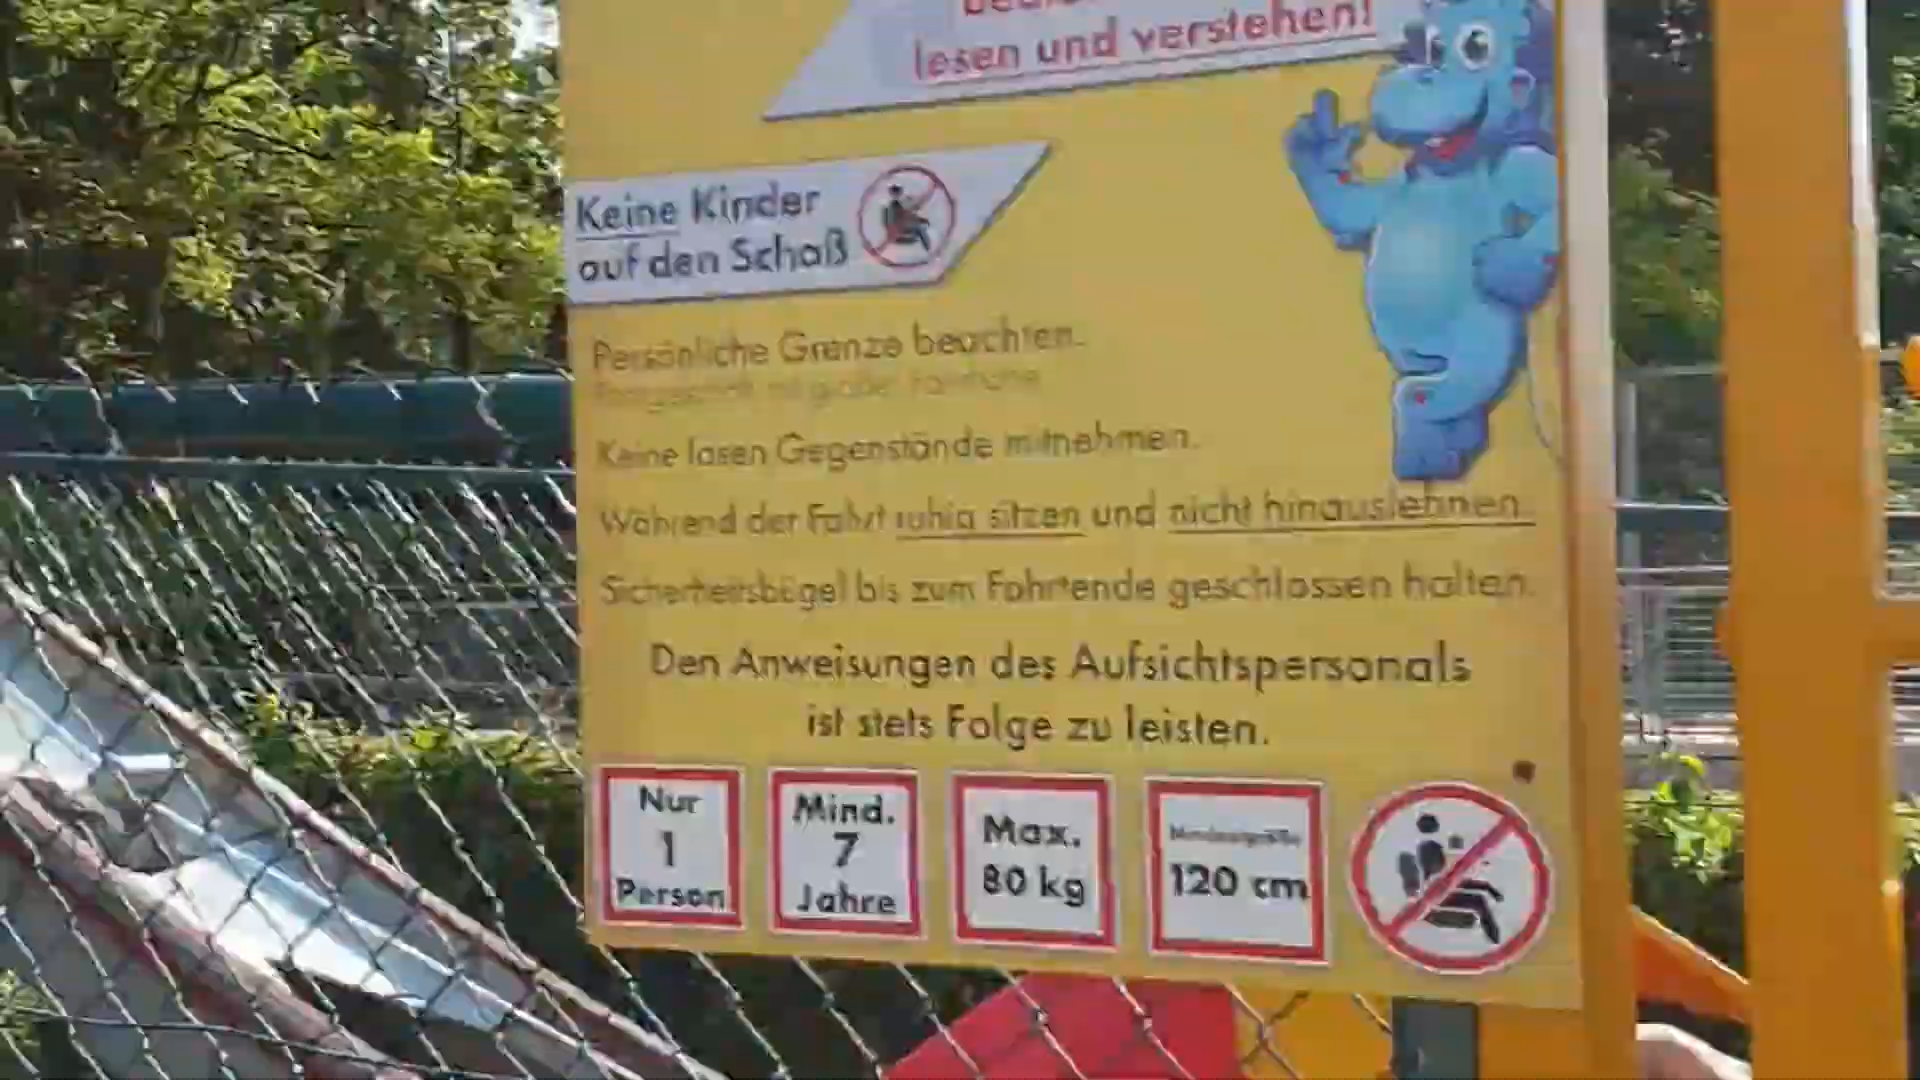 lesen und verstehen!
Keine Kinder
auf den Schoß
Persönliche Grenze beachten.
Keine losen Gegenstände mitnehmen.
Während der Fahrt ruhig sitzen und nicht hinauslehnen.
Sicherheitsbügel bis zum Fahrtende geschlossen halten.
Den Anweisungen des Aufsichtspersonals
ist stets Folge zu leisten.
Nur
1
Person
Mind.
7
Jahre
Max.
80 kg
Mindestgröße
120 cm